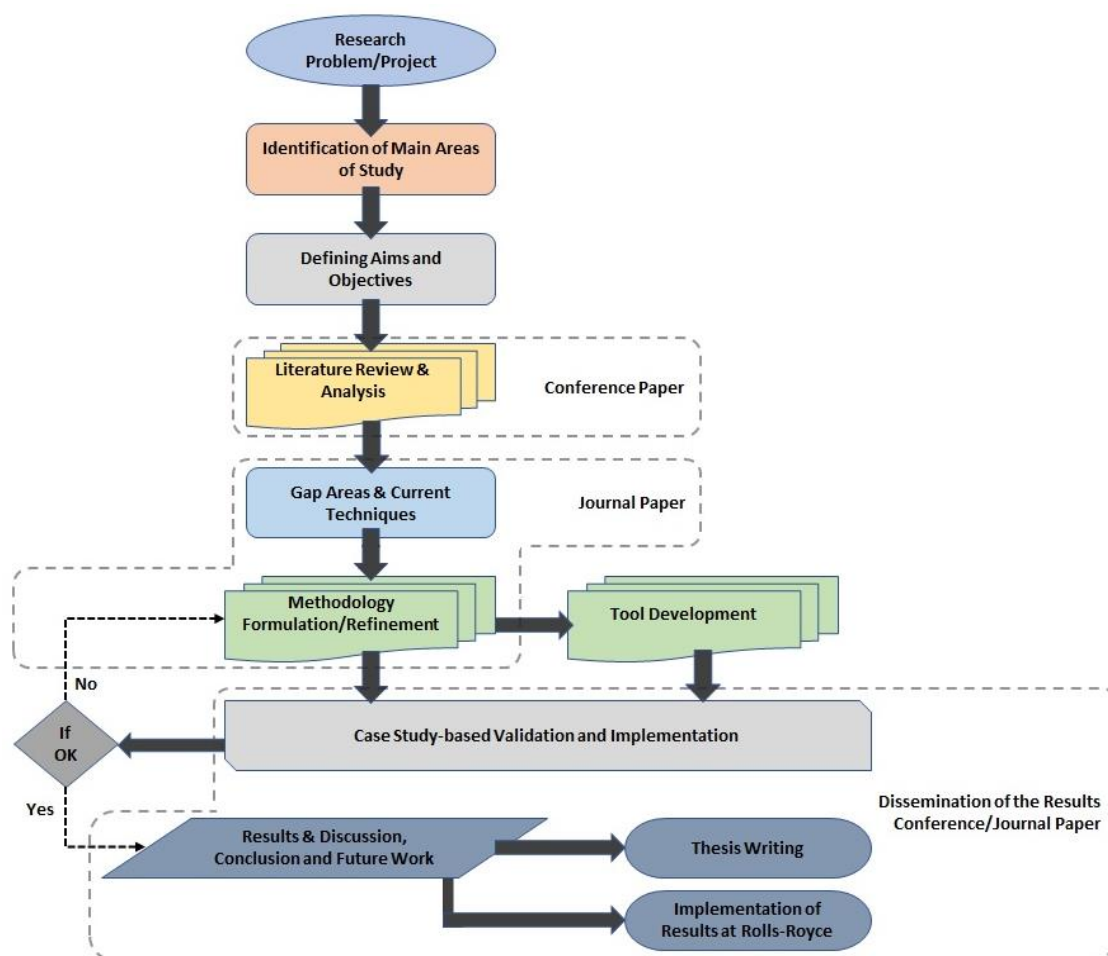 Research
Problem/Project
Identification of Main Areas
of Study
Defining Aims and
Objectives
Literature Review &
Analysis
Conference Paper
Gap Areas & Current
Techniques
Journal Paper
Methodology
Formulation/Refinement
Tool Development
No
If
OK
Case Study-based Validation and Implementation
Yes
Dissemination of the Results
Conference/Journal Paper
Results & Discussion,
Conclusion and Future Work
Thesis Writing
Implementation of
Results at Rolls-Royce